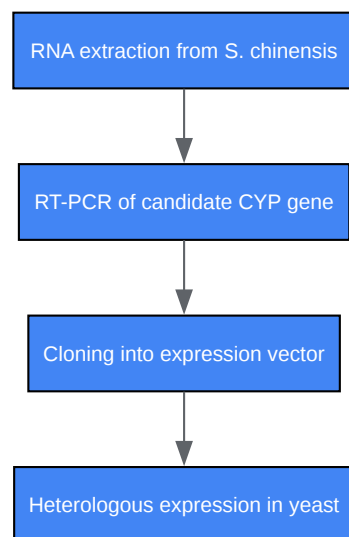 RNA extraction from S. chinensis
RT-PCR of candidate CYP gene
Cloning into expression vector
Heterologous expression in yeast